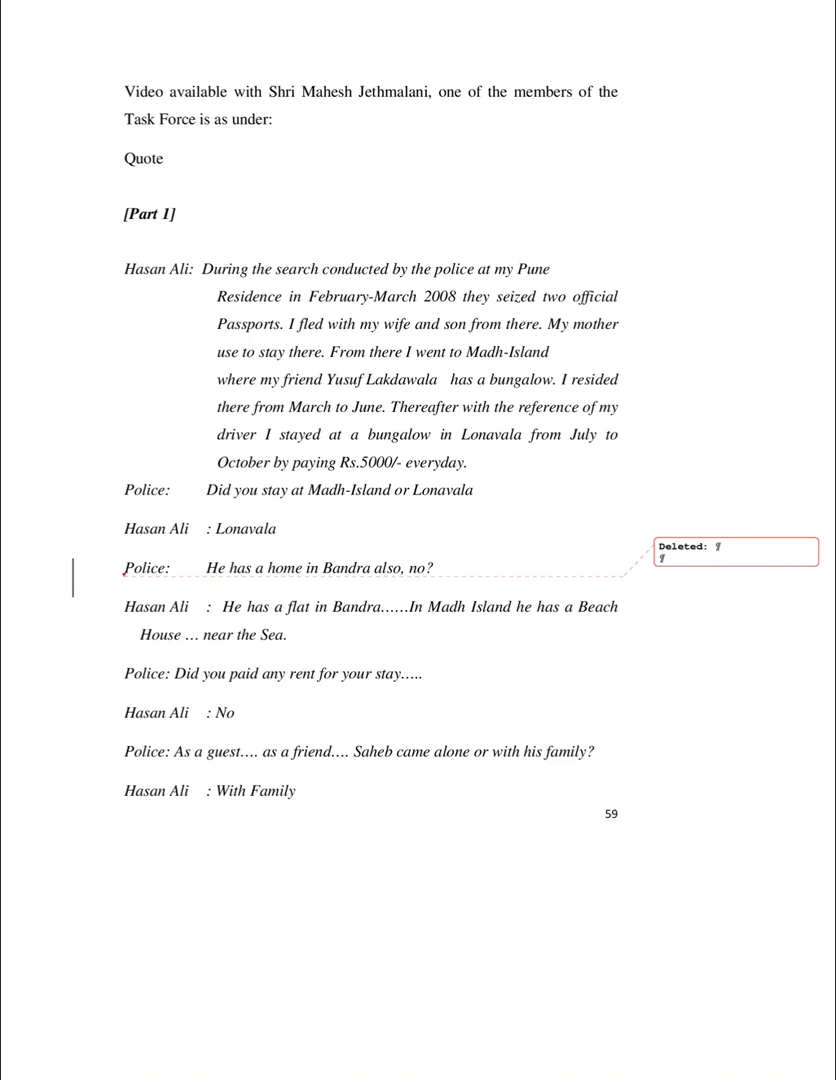 Video available with Shri Mahesh Jethmalani, one of the members of the
Task Force is as under:
Quote
[Part 1]
Hasan Ali: During the search conducted by the police at my Pune
Residence in February-March 2008 they seized two official
Passports. I fled with my wife and son from there. My mother
use to stay there. From there I went to Madh-Island
where my friend Yusuf Lakdawala has a bungalow. I resided
there from March to June. Thereafter with the reference of my
driver I stayed at a bungalow in Lonavala from July to
October by paying Rs.5000/- everyday.
Police: Did you stay at Madh-Island or Lonavala
Hasan Ali : Lonavala
Police: He has a home in Bandra also, no?
Deleted: ¶
¶
Hasan Ali : He has a flat in Bandra……In Madh Island he has a Beach
House … near the Sea.
Police: Did you paid any rent for your stay…..
Hasan Ali : No
Police: As a guest…. as a friend…. Saheb came alone or with his family?
Hasan Ali : With Family
59